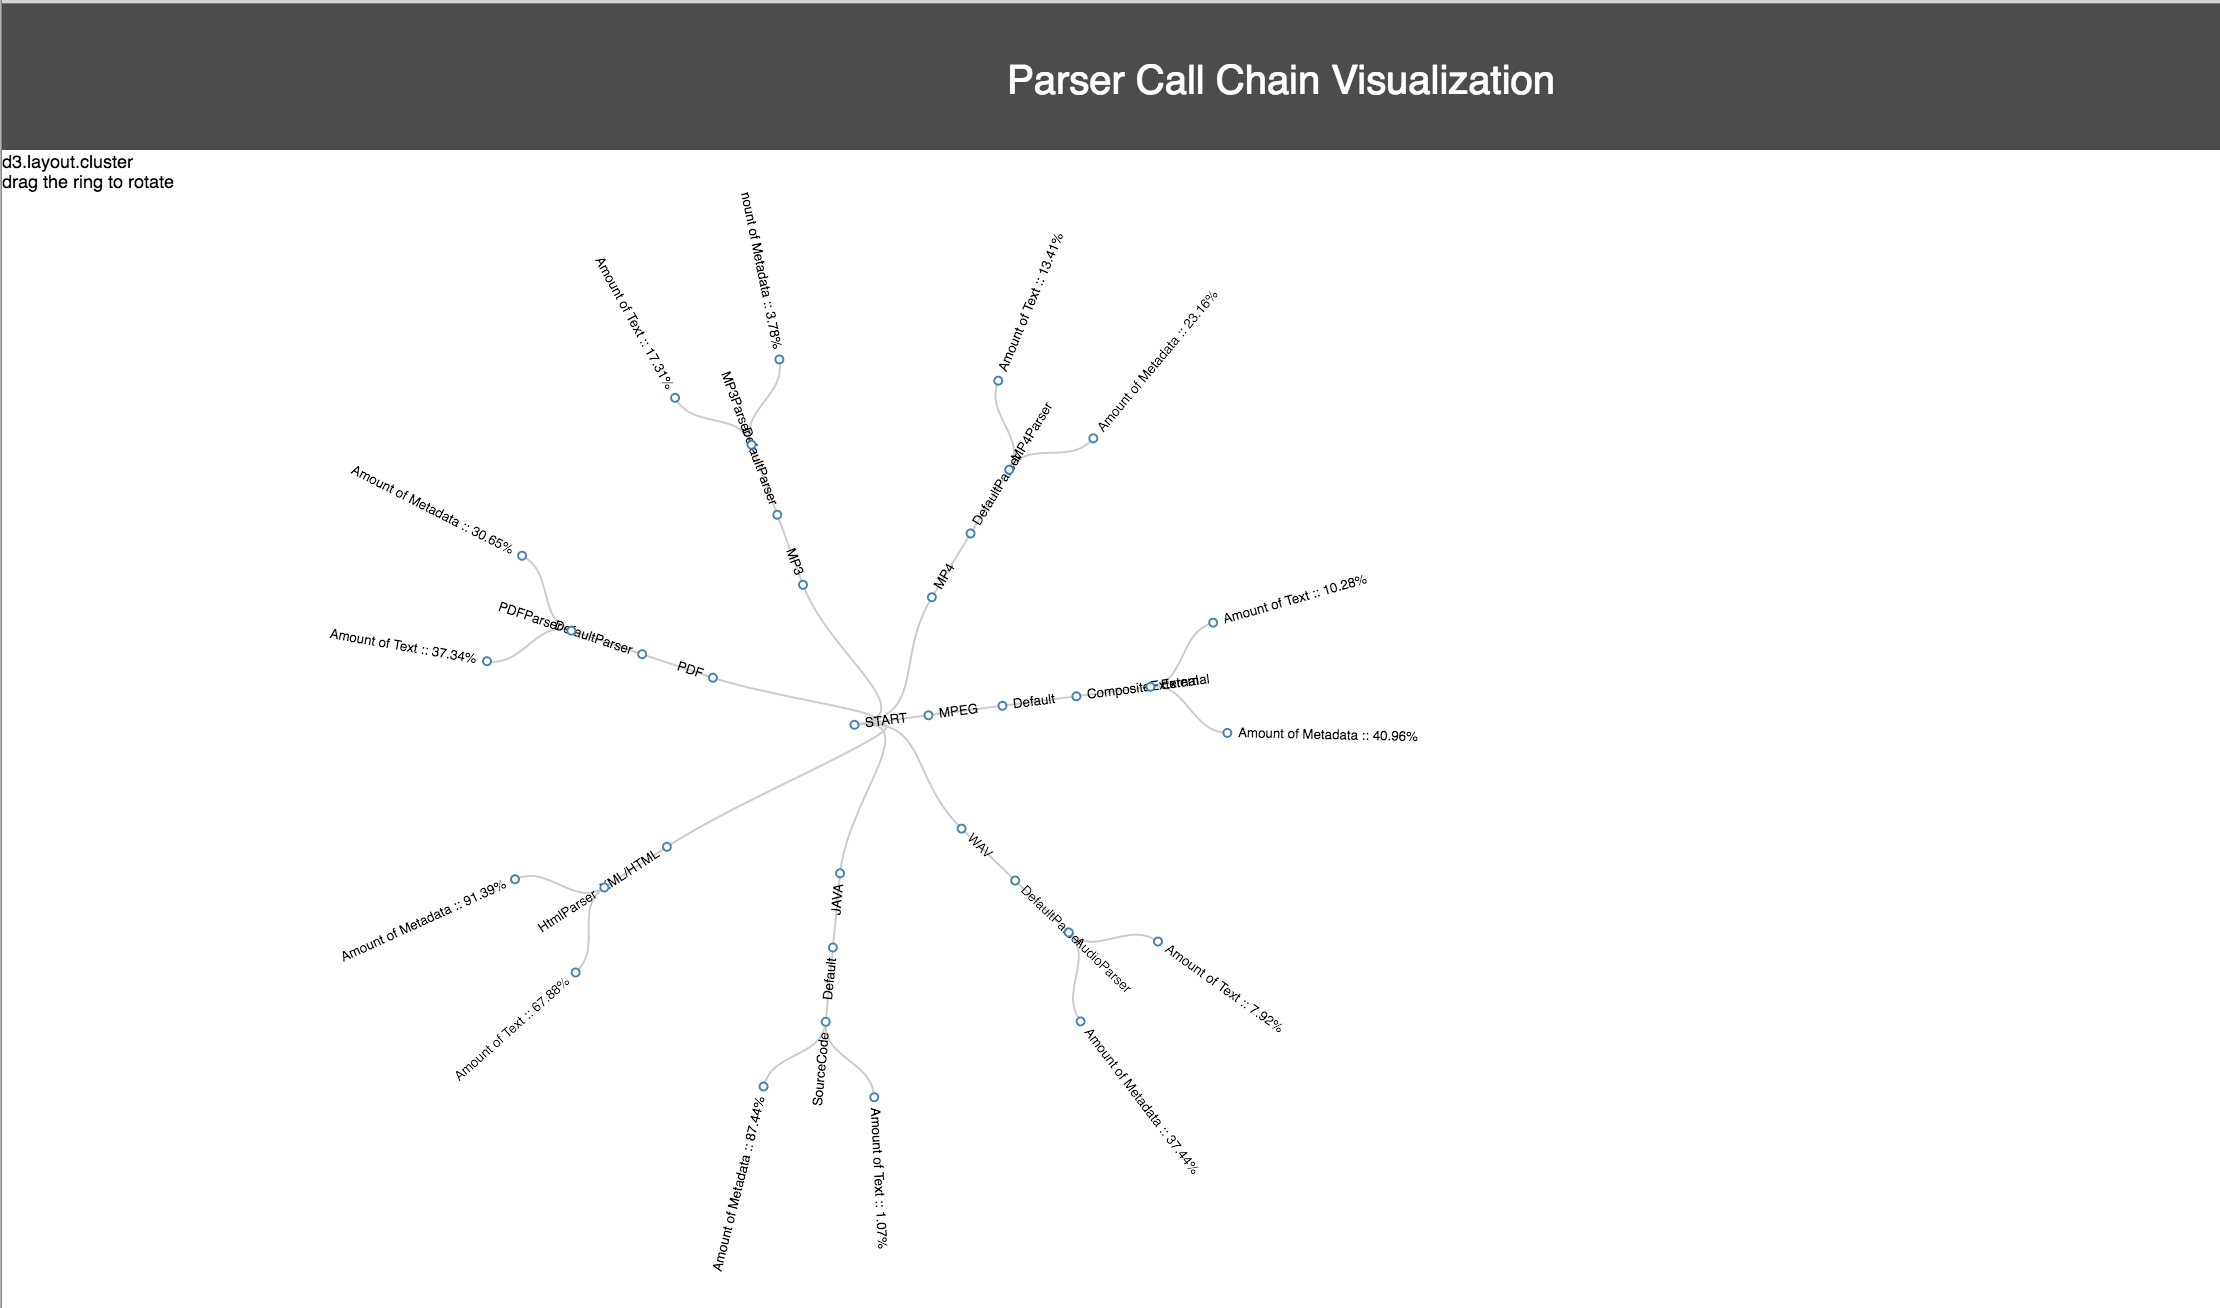 Parser Call Chain Visualization
d3.layout.cluster
drag the ring to rotate
of Metadata :: 3.78%
Amount of Text :: 17.31%
MP3Parser
DefaultParser
MP3
Amount of Text :: 13.41%
Amount of Metadata :: 23.16%
MP4Parser
DefaultParser
MP4
Amount of Metadata :: 30.65%
Amount of Text :: 37.34%
PDFParser
DefaultParser
PDF
Amount of Text :: 10.28%
START
MPEG
Default
CompositeExternal
External
Amount of Metadata :: 40.96%
WAV
DefaultParser
AudioParser
Amount of Text :: 7.92%
Amount of Metadata :: 37.44%
JAVA
Default
SourceCode
Amount of Metadata :: 87.44%
Amount of Text :: 1.07%
XML/HTML
HtmlParser
Amount of Metadata :: 91.39%
Amount of Text :: 67.88%